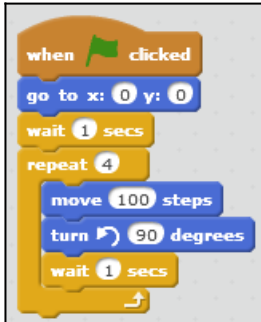 when clicked
go to x: 0 y: 0
wait 1 secs
repeat 4
move 100 steps
turn 90 degrees
wait 1 secs